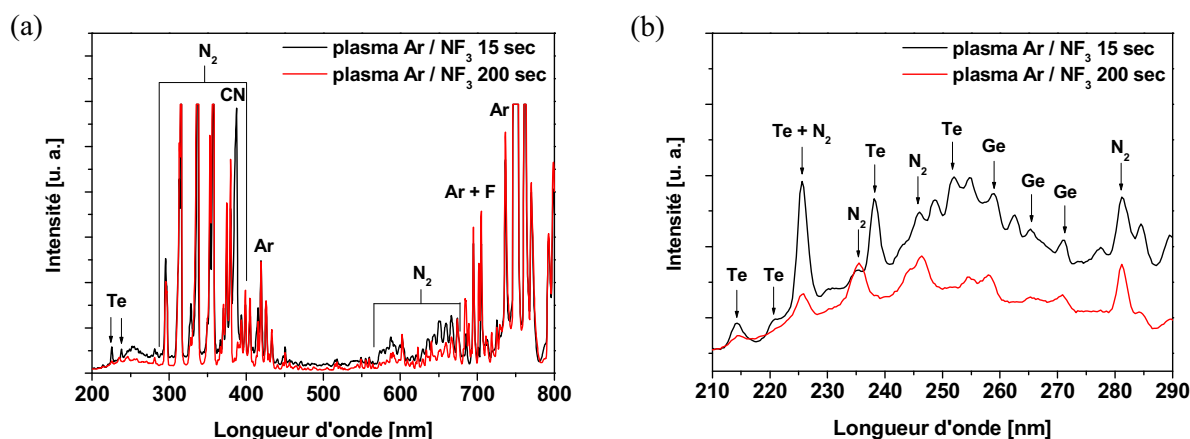 (a)
plasma Ar / NF₃ 15 sec
plasma Ar / NF₃ 200 sec
N₂
CN
Ar
Ar + F
Ar
N₂
Te
Intensité [u. a.]
200 300 400 500 600 700 800
Longueur d'onde [nm]
(b)
plasma Ar / NF₃ 15 sec
plasma Ar / NF₃ 200 sec
Te + N₂
Te
Te
N₂
Te
N₂
Te
Ge
Ge
Ge
N₂
Intensité [u. a.]
210 220 230 240 250 260 270 280 290
Longueur d'onde [nm]